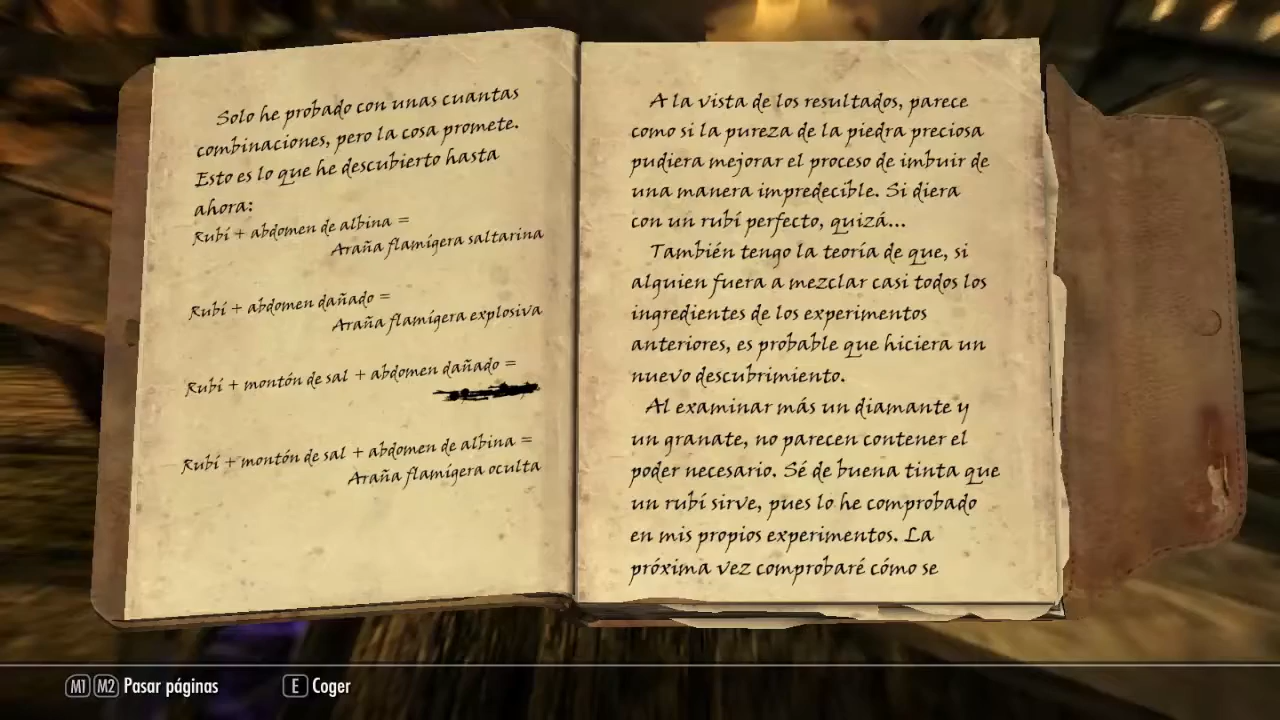 Solo he probado con unas cuantas
combinaciones, pero la cosa promete.
Esto es lo que he descubierto hasta
ahora:
Rubí + abdomen de albina =
Araña flamígera saltarina
Rubí + abdomen dañado =
Araña flamígera explosiva
Rubí + montón de sal + abdomen dañado =
Rubí + montón de sal + abdomen de albina =
Araña flamígera oculta
A la vista de los resultados, parece
como si la pureza de la piedra preciosa
pudiera mejorar el proceso de imbuir de
una manera impredecible. Si diera
con un rubí perfecto, quizá...
También tengo la teoría de que, si
alguien fuera a mezclar casi todos los
ingredientes de los experimentos
anteriores, es probable que hiciera un
nuevo descubrimiento.
Al examinar más un diamante y
un granate, no parecen contener el
poder necesario. Sé de buena tinta que
un rubí sirve, pues lo he comprobado
en mis propios experimentos. La
próxima vez comprobaré cómo se
M1 M2 Pasar páginas
E Coger